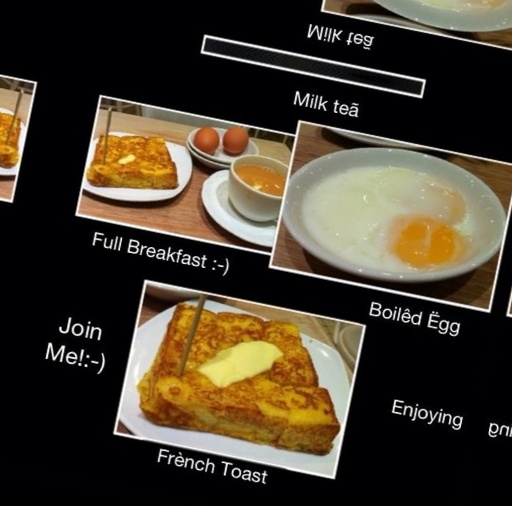 Milk teã
Milk teã
Full Breakfast :-)
Boilêd Ëgg
Join
Me!:-)
Enjoying
Frènch Toast